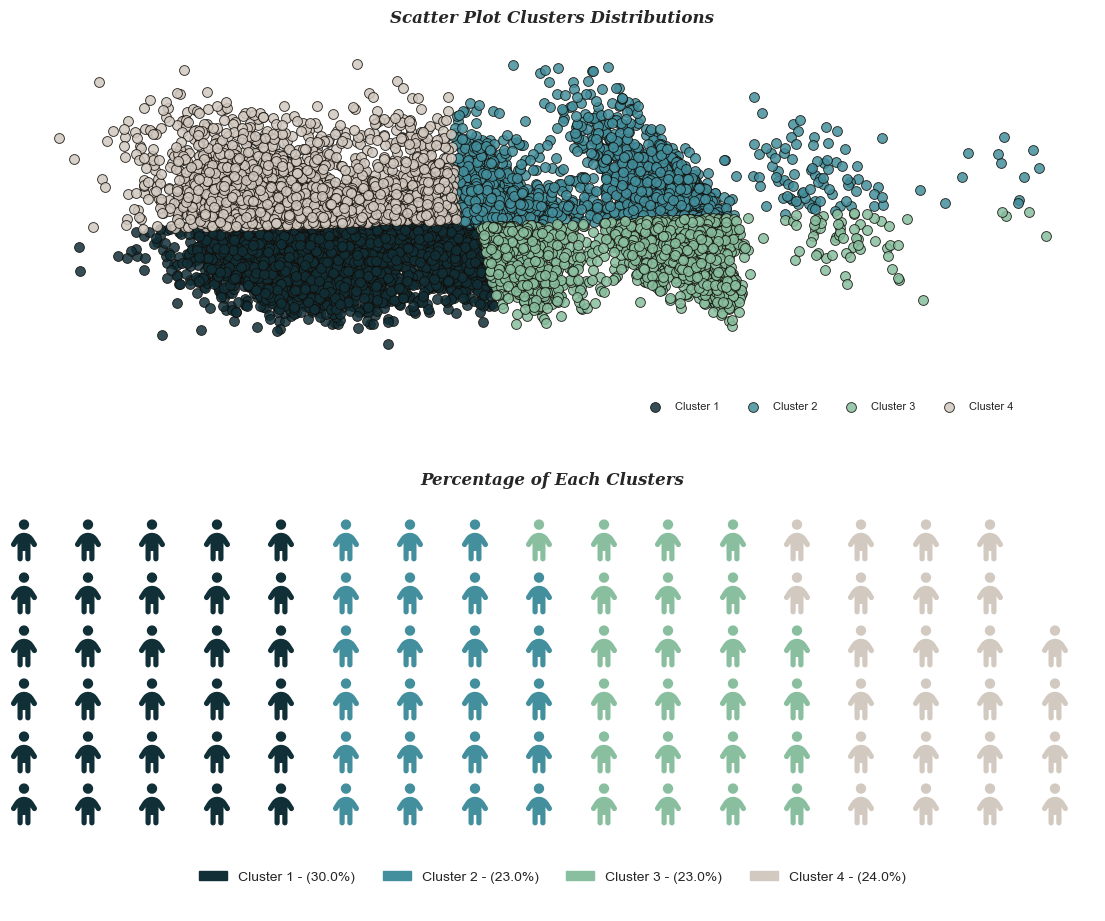 Scatter Plot Clusters Distributions
Cluster 1 Cluster 2 Cluster 3 Cluster 4
Percentage of Each Clusters
Cluster 1 - (30.0%) Cluster 2 - (23.0%) Cluster 3 - (23.0%) Cluster 4 - (24.0%)